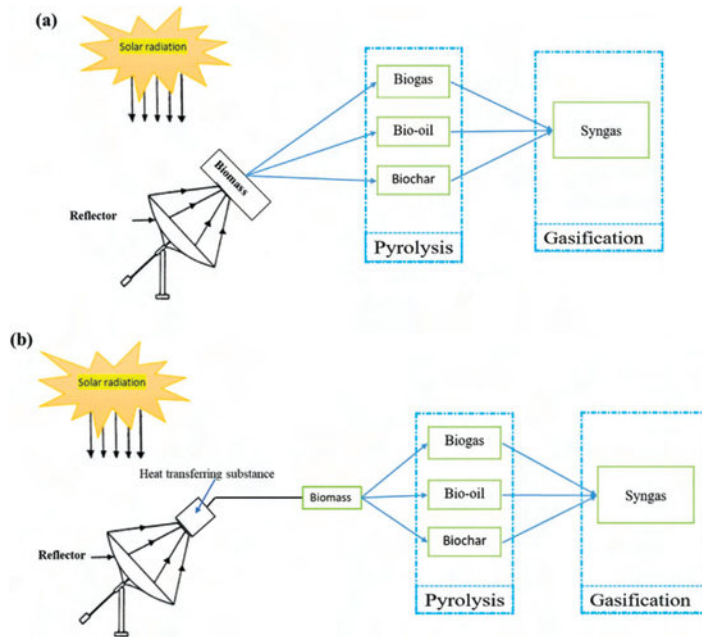 (a)
Solar radiation
Biogas
Bio-oil
Syngas
Biomass
Biochar
Reflector
Pyrolysis
Gasification
(b)
Solar radiation
Heat transferring substance
Biogas
Biomass
Bio-oil
Syngas
Biochar
Reflector
Pyrolysis
Gasification